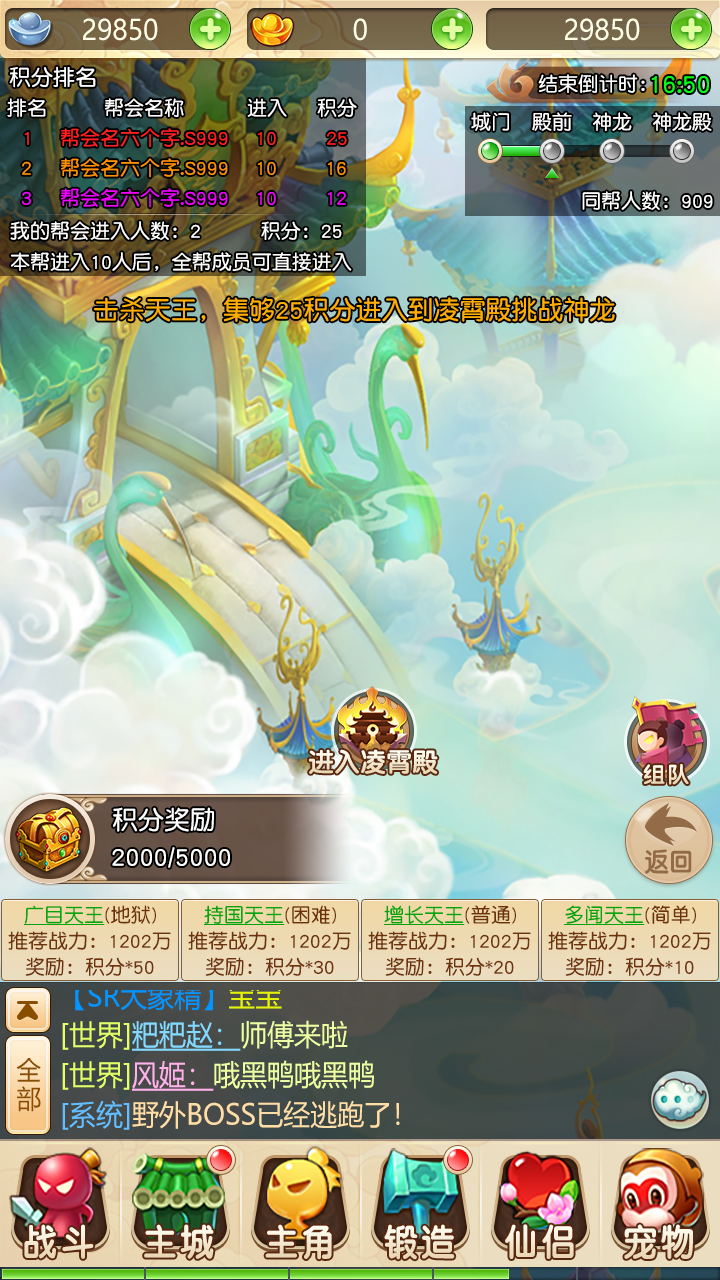 29850 0 29850
积分排名
排名 帮会名称 进入 积分
1 帮会名六个字.S999 10 25
2 帮会名六个字.S999 10 16
3 帮会名六个字.S999 10 12
我的帮会进入人数：2 积分：25
本帮进入10人后，全帮成员可直接进入
结束倒计时:16:50
城门 殿前 神龙 神龙殿
同帮人数：909
击杀天王，集够25积分进入到凌霄殿挑战神龙
进入凌霄殿
组队
积分奖励
2000/5000
返回
广目天王(地狱)
推荐战力：1202万
奖励：积分*50
持国天王(困难)
推荐战力：1202万
奖励：积分*30
增长天王(普通)
推荐战力：1202万
奖励：积分*20
多闻天王(简单)
推荐战力：1202万
奖励：积分*10
全部
【SR大象精】宝宝
[世界]粑粑赵：师傅来啦
[世界]风姬：哦黑鸭哦黑鸭
[系统]野外BOSS已经逃跑了！
战斗 主城 主角 锻造 仙侣 宠物